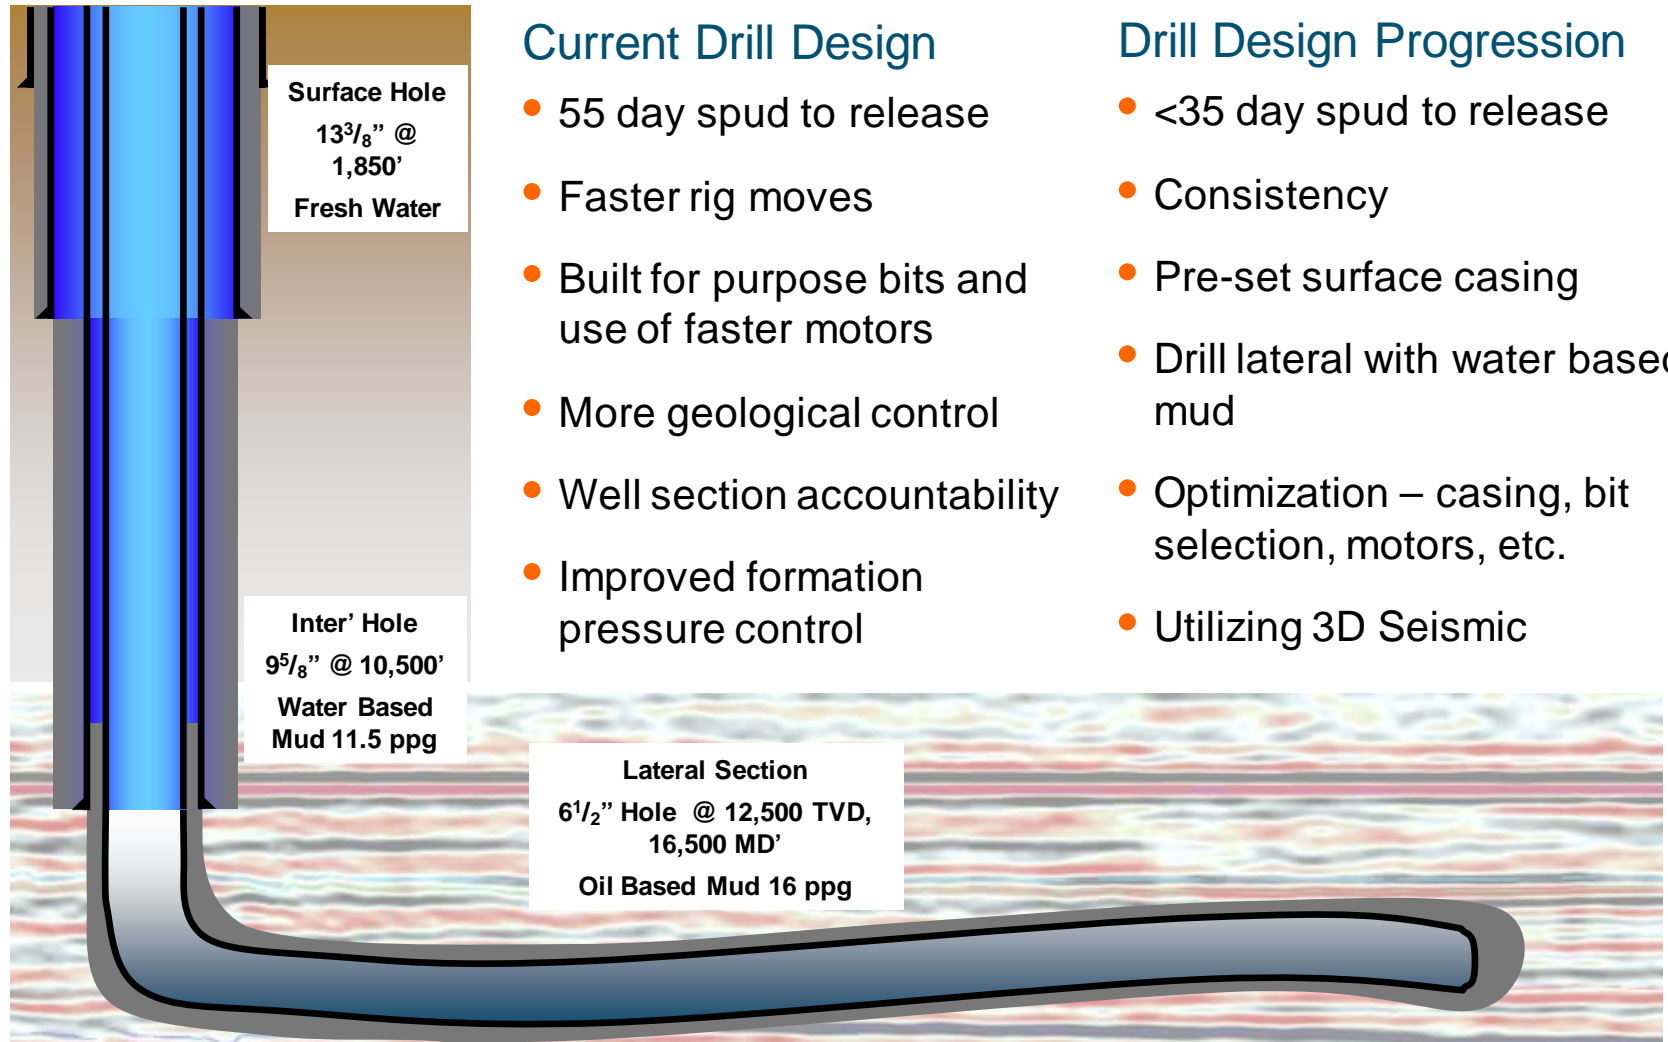 Surface Hole
13³/₈” @
1,850’
Fresh Water
Inter’ Hole
9⁵/₈” @ 10,500’
Water Based
Mud 11.5 ppg
Lateral Section
6¹/₂” Hole @ 12,500 TVD,
16,500 MD’
Oil Based Mud 16 ppg
Current Drill Design
• 55 day spud to release
• Faster rig moves
• Built for purpose bits and
use of faster motors
• More geological control
• Well section accountability
• Improved formation
pressure control
Drill Design Progression
• <35 day spud to release
• Consistency
• Pre-set surface casing
• Drill lateral with water based
mud
• Optimization – casing, bit
selection, motors, etc.
• Utilizing 3D Seismic